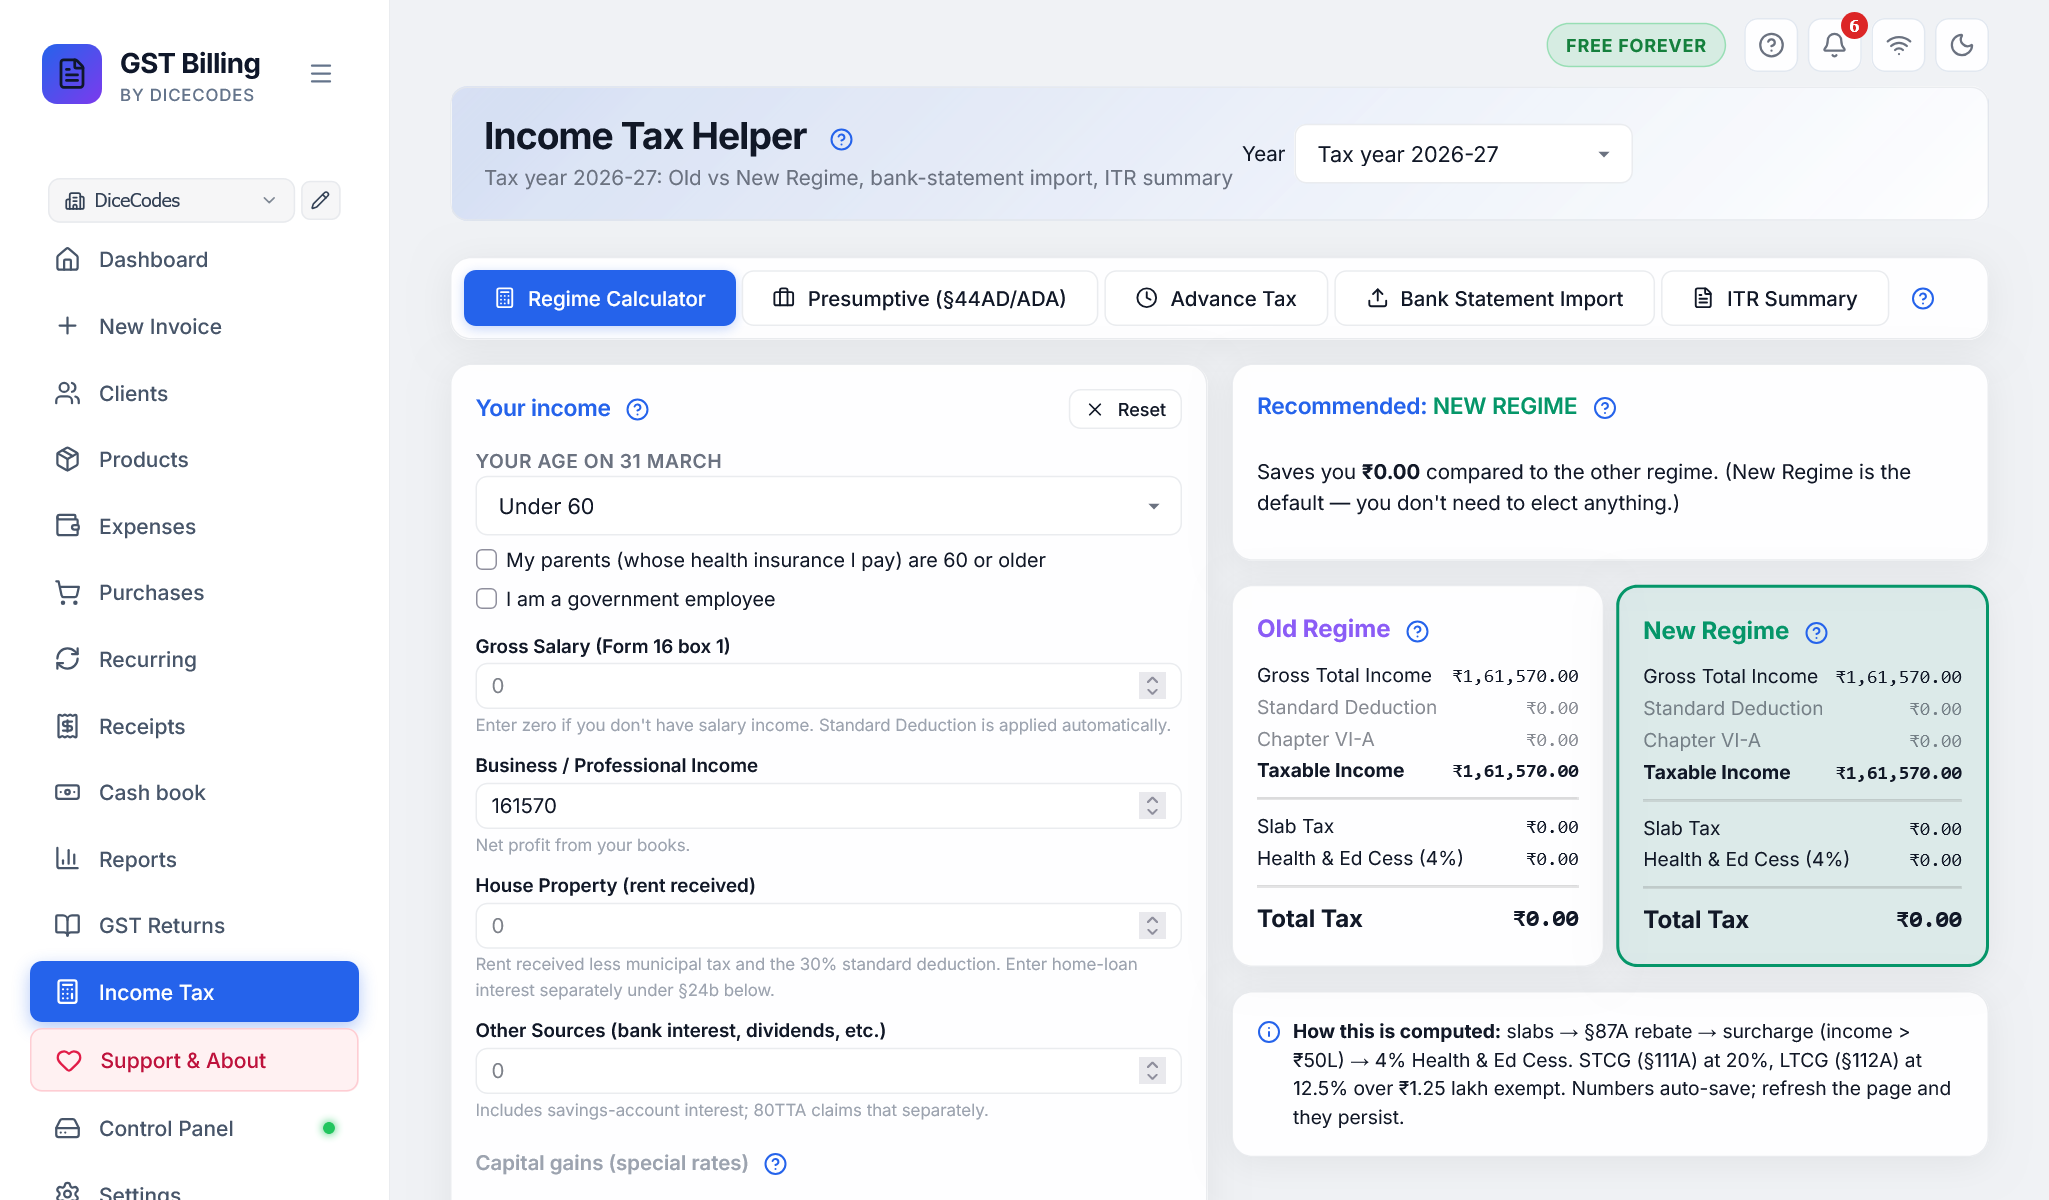 GST Billing
BY DICECODES
DiceCodes
Dashboard
New Invoice
Clients
Products
Expenses
Purchases
Recurring
Receipts
Cash book
Reports
GST Returns
Income Tax
Support & About
Control Panel
Settings
FREE FOREVER
6
Income Tax Helper
Tax year 2026-27: Old vs New Regime, bank-statement import, ITR summary
Year
Tax year 2026-27
Regime Calculator
Presumptive (§44AD/ADA)
Advance Tax
Bank Statement Import
ITR Summary
Your income
Reset
YOUR AGE ON 31 MARCH
Under 60
My parents (whose health insurance I pay) are 60 or older
I am a government employee
Gross Salary (Form 16 box 1)
0
Enter zero if you don't have salary income. Standard Deduction is applied automatically.
Business / Professional Income
161570
Net profit from your books.
House Property (rent received)
0
Rent received less municipal tax and the 30% standard deduction. Enter home-loan
interest separately under §24b below.
Other Sources (bank interest, dividends, etc.)
0
Includes savings-account interest; 80TTA claims that separately.
Capital gains (special rates)
Recommended: NEW REGIME
Saves you ₹0.00 compared to the other regime. (New Regime is the
default — you don't need to elect anything.)
Old Regime
Gross Total Income ₹1,61,570.00
Standard Deduction ₹0.00
Chapter VI-A ₹0.00
Taxable Income ₹1,61,570.00
Slab Tax ₹0.00
Health & Ed Cess (4%) ₹0.00
Total Tax ₹0.00
New Regime
Gross Total Income ₹1,61,570.00
Standard Deduction ₹0.00
Chapter VI-A ₹0.00
Taxable Income ₹1,61,570.00
Slab Tax ₹0.00
Health & Ed Cess (4%) ₹0.00
Total Tax ₹0.00
How this is computed: slabs → §87A rebate → surcharge (income >
₹50L) → 4% Health & Ed Cess. STCG (§111A) at 20%, LTCG (§112A) at
12.5% over ₹1.25 lakh exempt. Numbers auto-save; refresh the page and
they persist.